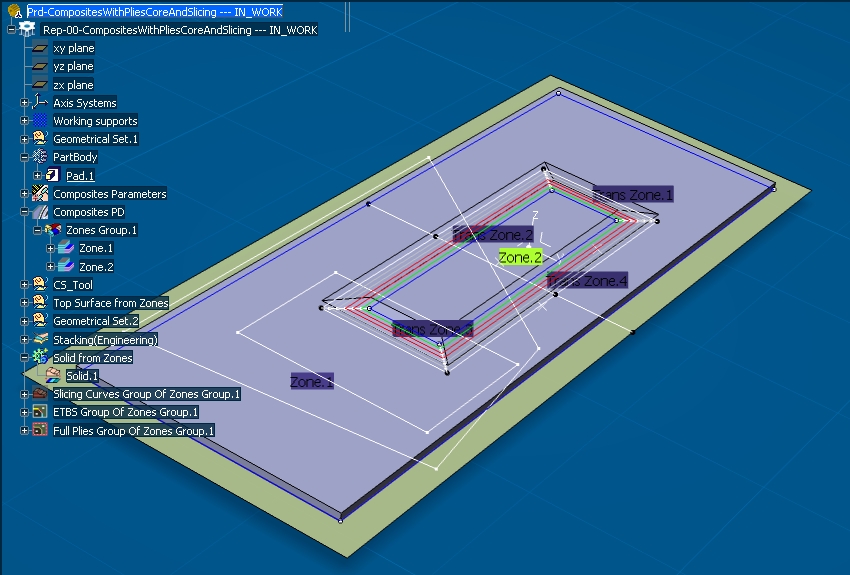 Prd-CompositesWithPliesCoreAndSlicing --- IN_WORK
Rep-00-CompositesWithPliesCoreAndSlicing --- IN_WORK
xy plane
yz plane
zx plane
Axis Systems
Working supports
Geometrical Set.1
PartBody
Pad.1
Composites Parameters
Composites PD
Zones Group.1
Zone.1
Zone.2
CS_Tool
Top Surface from Zones
Geometrical Set.2
Stacking(Engineering)
Solid from Zones
Solid.1
Slicing Curves Group Of Zones Group.1
ETBS Group Of Zones Group.1
Full Plies Group Of Zones Group.1
Trans Zone.1
Z
Trans Zone.2
Zone.2
Trans Zone.4
Trans Zone.3
Zone.1